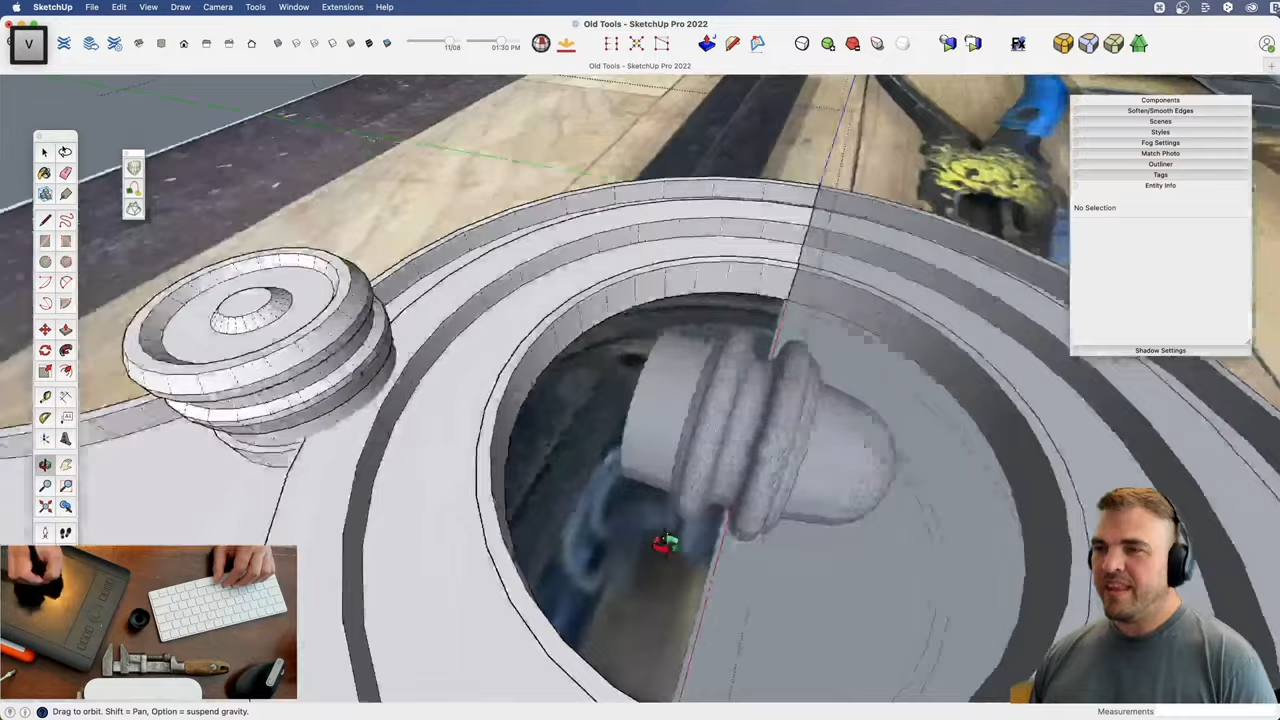 SketchUp File Edit View Draw Camera Tools Window Extensions Help
Old Tools - SketchUp Pro 2022
V
11/08
01:30 PM
FX
Old Tools - SketchUp Pro 2022
Components
Soften/Smooth Edges
Scenes
Styles
Fog Settings
Match Photo
Outliner
Tags
Entity Info
No Selection
Shadow Settings
Drag to orbit. Shift = Pan, Option = suspend gravity.
Measurements